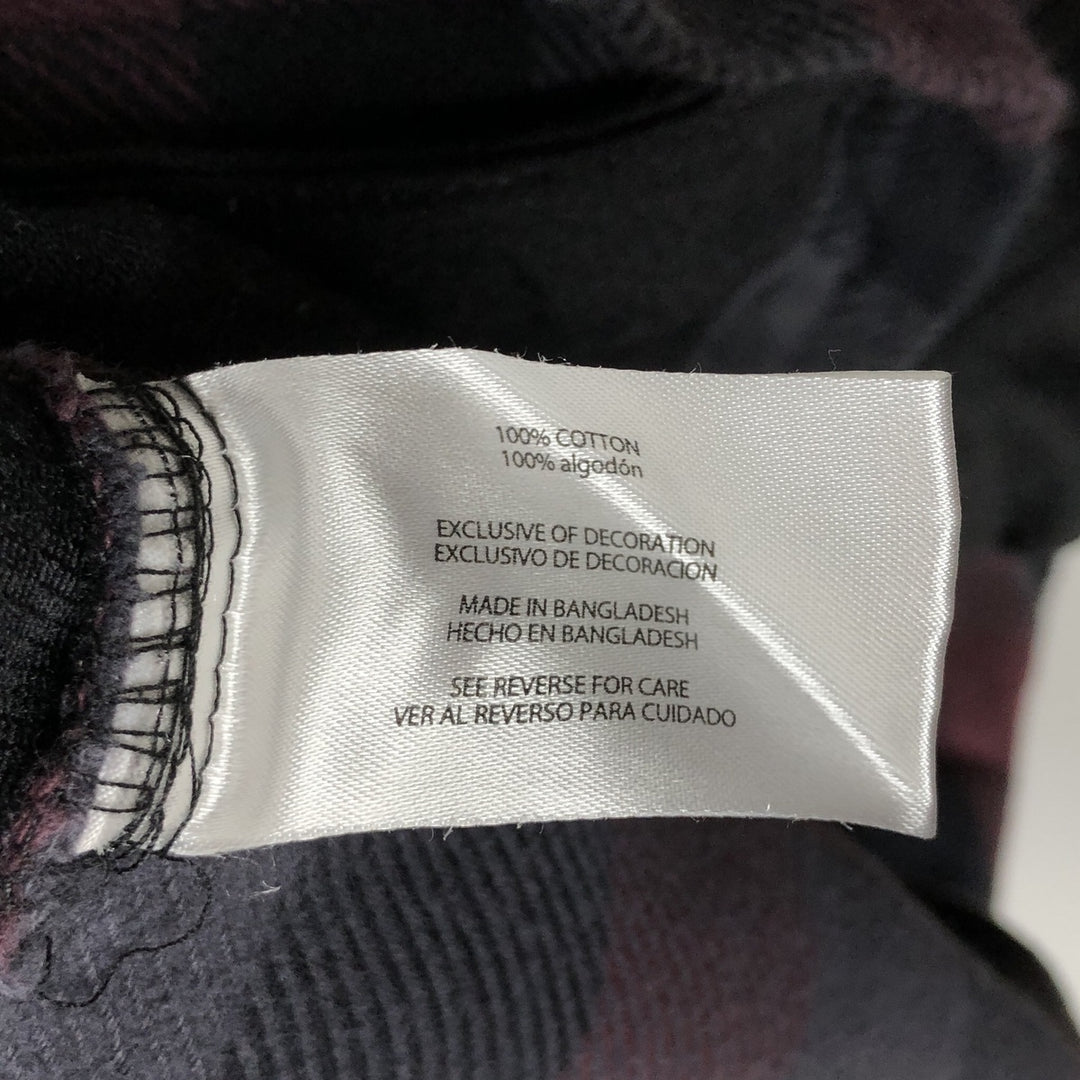 100% COTTON
100% algodón
EXCLUSIVE OF DECORATION
EXCLUSIVO DE DECORACION
MADE IN BANGLADESH
HECHO EN BANGLADESH
SEE REVERSE FOR CARE
VER AL REVERSO PARA CUIDADO